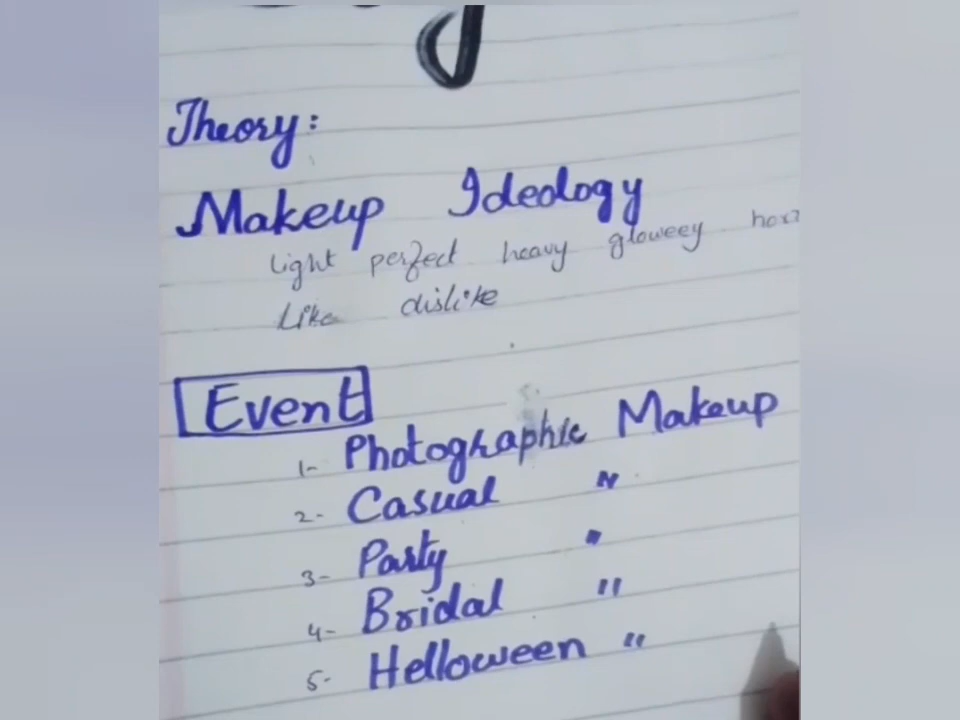 Theory:
Makeup Ideology
Light perfect heavy gloweey
Like dislike
Event
1- Photographic Makeup
2- Casual "
3- Party "
4- Bridal "
5- Helloween "